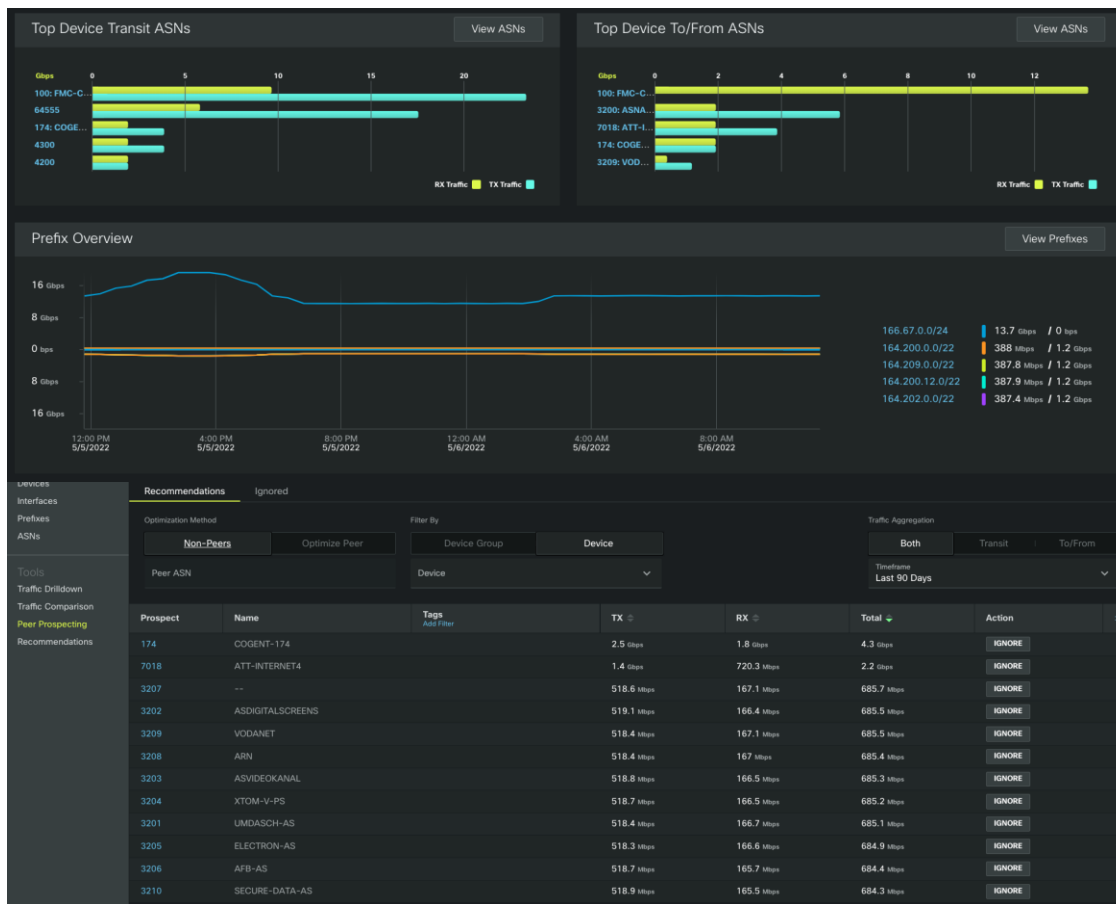 Top Device Transit ASNs
View ASNs
Gbps 0 5 10 15 20
100: FMC-C...
64555
174: COGE...
4300
4200
RX Traffic TX Traffic
Top Device To/From ASNs
View ASNs
Gbps 0 2 4 6 8 10 12
100: FMC-C...
3200: ASNA...
7018: ATT-I...
174: COGE...
3209: VOD...
RX Traffic TX Traffic
Prefix Overview
View Prefixes
16 Gbps
8 Gbps
0 bps
8 Gbps
16 Gbps
12:00 PM 4:00 PM 8:00 PM 12:00 AM 4:00 AM 8:00 AM
5/5/2022 5/5/2022 5/5/2022 5/6/2022 5/6/2022 5/6/2022
166.67.0.0/24 13.7 Gbps / 0 bps
164.200.0.0/22 388 Mbps / 1.2 Gbps
164.209.0.0/22 387.8 Mbps / 1.2 Gbps
164.200.12.0/22 387.9 Mbps / 1.2 Gbps
164.202.0.0/22 387.4 Mbps / 1.2 Gbps
Devices
Interfaces
Prefixes
ASNs
Tools
Traffic Drilldown
Traffic Comparison
Peer Prospecting
Recommendations
Recommendations Ignored
Optimization Method Filter By Traffic Aggregation
Non-Peers Optimize Peer Device Group Device Both Transit To/From
Peer ASN Device Timeframe
Last 90 Days
Prospect Name Tags TX RX Total Action
Add Filter
174 COGENT-174 2.5 Gbps 1.8 Gbps 4.3 Gbps IGNORE
7018 ATT-INTERNET4 1.4 Gbps 720.3 Mbps 2.2 Gbps IGNORE
3207 -- 518.6 Mbps 167.1 Mbps 685.7 Mbps IGNORE
3202 ASDIGITALSCREENS 519.1 Mbps 166.4 Mbps 685.5 Mbps IGNORE
3209 VODANET 518.4 Mbps 167.1 Mbps 685.5 Mbps IGNORE
3208 ARN 518.4 Mbps 167 Mbps 685.4 Mbps IGNORE
3203 ASVIDEOKANAL 518.8 Mbps 166.5 Mbps 685.3 Mbps IGNORE
3204 XTOM-V-PS 518.7 Mbps 166.5 Mbps 685.2 Mbps IGNORE
3201 UMDASCH-AS 518.4 Mbps 166.7 Mbps 685.1 Mbps IGNORE
3205 ELECTRON-AS 518.3 Mbps 166.6 Mbps 684.9 Mbps IGNORE
3206 AFB-AS 518.7 Mbps 165.7 Mbps 684.4 Mbps IGNORE
3210 SECURE-DATA-AS 518.9 Mbps 165.5 Mbps 684.3 Mbps IGNORE